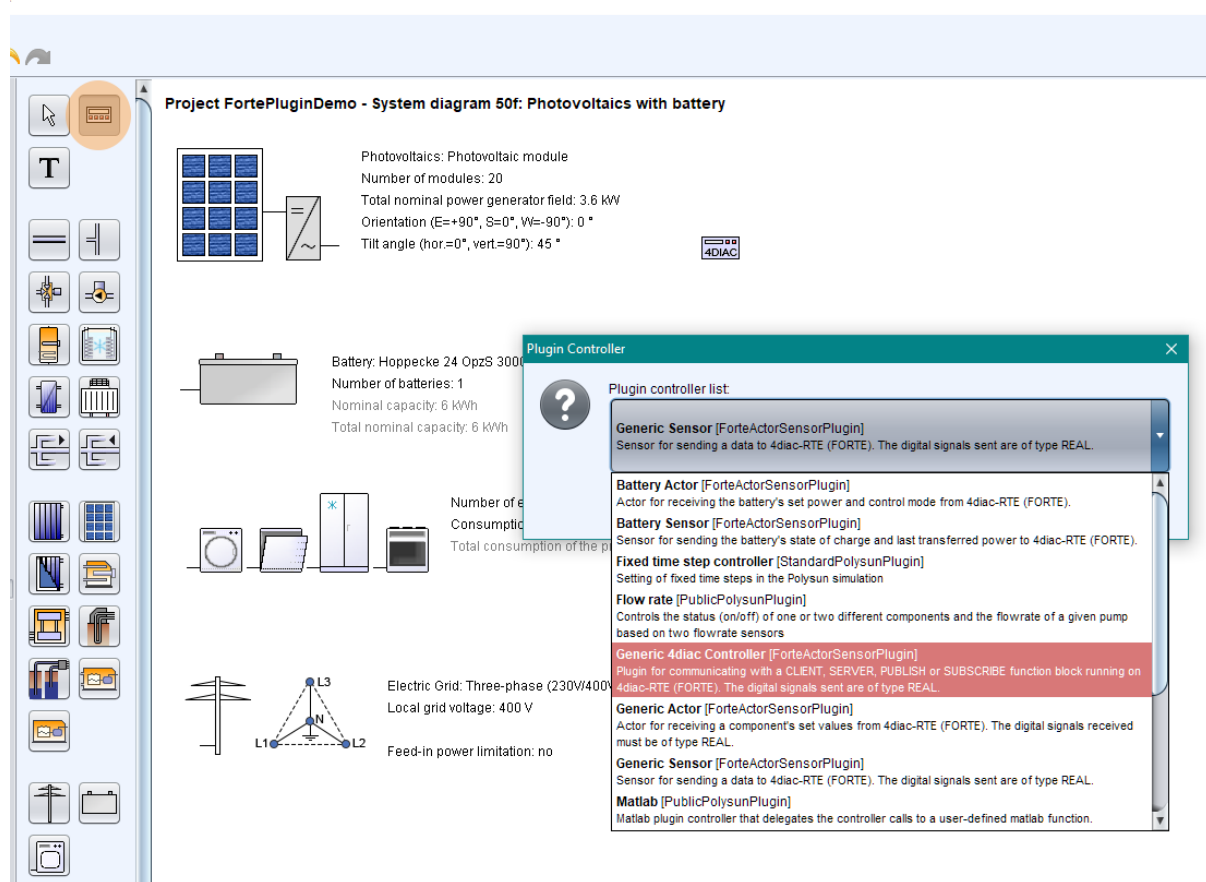 Project FortePluginDemo - System diagram 50f: Photovoltaics with battery
T
Photovoltaics: Photovoltaic module
Number of modules: 20
Total nominal power generator field: 3.6 kW
Orientation (E=+90°, S=0°, W=-90°): 0 °
Tilt angle (hor.=0°, vert.=90°): 45 °
4DIAC
Battery: Hoppecke 24 OpzS 3000
Number of batteries: 1
Nominal capacity: 6 kWh
Total nominal capacity: 6 kWh
Plugin Controller
Plugin controller list:
Generic Sensor [ForteActorSensorPlugin]
Sensor for sending a data to 4diac-RTE (FORTE). The digital signals sent are of type REAL.
Battery Actor [ForteActorSensorPlugin]
Actor for receiving the battery's set power and control mode from 4diac-RTE (FORTE).
Battery Sensor [ForteActorSensorPlugin]
Sensor for sending the battery's state of charge and last transferred power to 4diac-RTE (FORTE).
Fixed time step controller [StandardPolysunPlugin]
Setting of fixed time steps in the Polysun simulation
Flow rate [PublicPolysunPlugin]
Controls the status (on/off) of one or two different components and the flowrate of a given pump
based on two flowrate sensors
Generic 4diac Controller [ForteActorSensorPlugin]
Plugin for communicating with a CLIENT, SERVER, PUBLISH or SUBSCRIBE function block running on
4diac-RTE (FORTE). The digital signals sent are of type REAL.
Generic Actor [ForteActorSensorPlugin]
Actor for receiving a component's set values from 4diac-RTE (FORTE). The digital signals received
must be of type REAL.
Generic Sensor [ForteActorSensorPlugin]
Sensor for sending a data to 4diac-RTE (FORTE). The digital signals sent are of type REAL.
Matlab [PublicPolysunPlugin]
Matlab plugin controller that delegates the controller calls to a user-defined matlab function.
Number of e
Consumptio
Total consumption of the p
L3
N
L1
L2
Electric Grid: Three-phase (230V/400V
Local grid voltage: 400 V
Feed-in power limitation: no